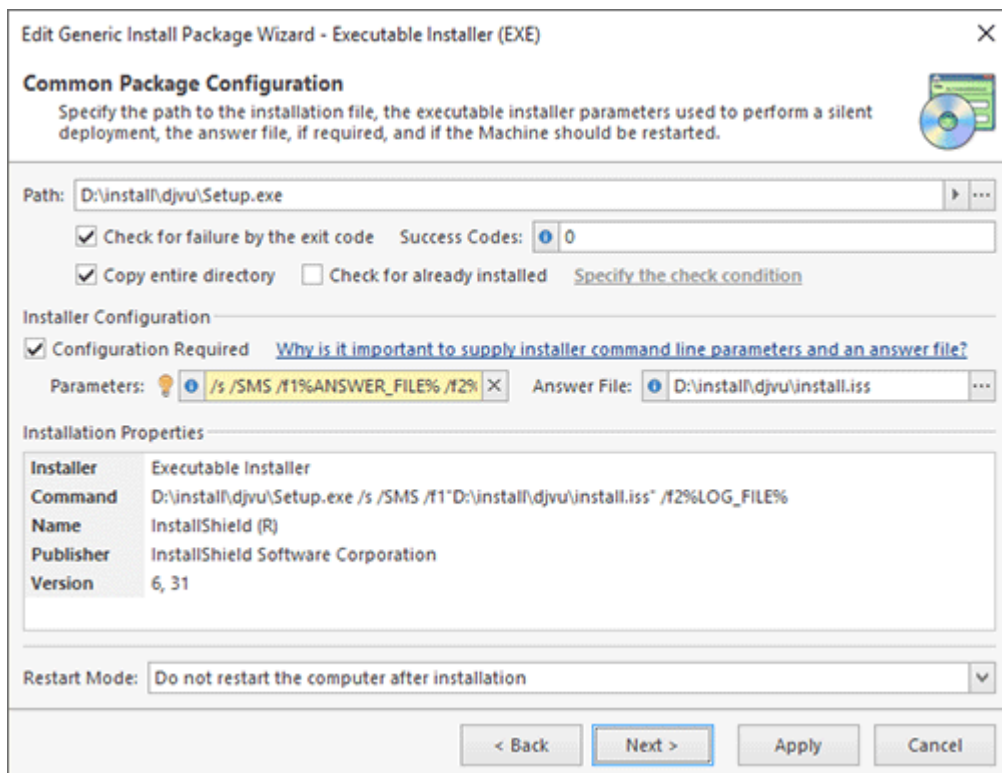 Edit Generic Install Package Wizard - Executable Installer (EXE)
Common Package Configuration
Specify the path to the installation file, the executable installer parameters used to perform a silent
deployment, the answer file, if required, and if the Machine should be restarted.
Path: D:\install\djvu\Setup.exe
Check for failure by the exit code Success Codes: 0
Copy entire directory Check for already installed Specify the check condition
Installer Configuration
Configuration Required Why is it important to supply installer command line parameters and an answer file?
Parameters: /s /SMS /f1%ANSWER_FILE% /f2% Answer File: D:\install\djvu\install.iss
Installation Properties
Installer Executable Installer
Command D:\install\djvu\Setup.exe /s /SMS /f1"D:\install\djvu\install.iss" /f2%LOG_FILE%
Name InstallShield (R)
Publisher InstallShield Software Corporation
Version 6, 31
Restart Mode: Do not restart the computer after installation
< Back Next > Apply Cancel